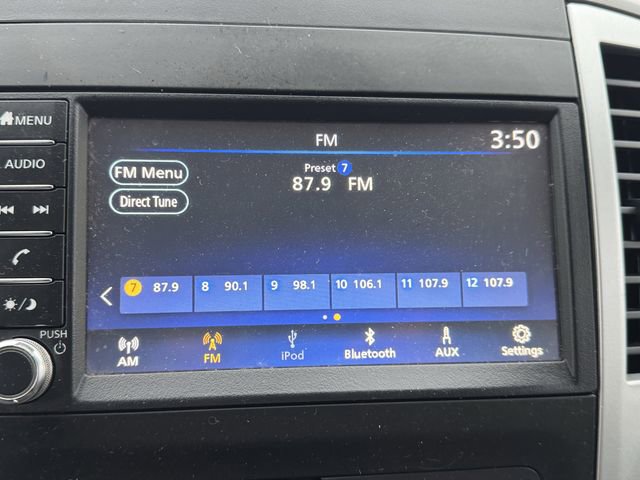 MENU
AUDIO
PUSH
FM
3:50
FM Menu
Direct Tune
Preset 7
87.9 FM
7 87.9 8 90.1 9 98.1 10 106.1 11 107.9 12 107.9
AM FM iPod Bluetooth AUX Settings